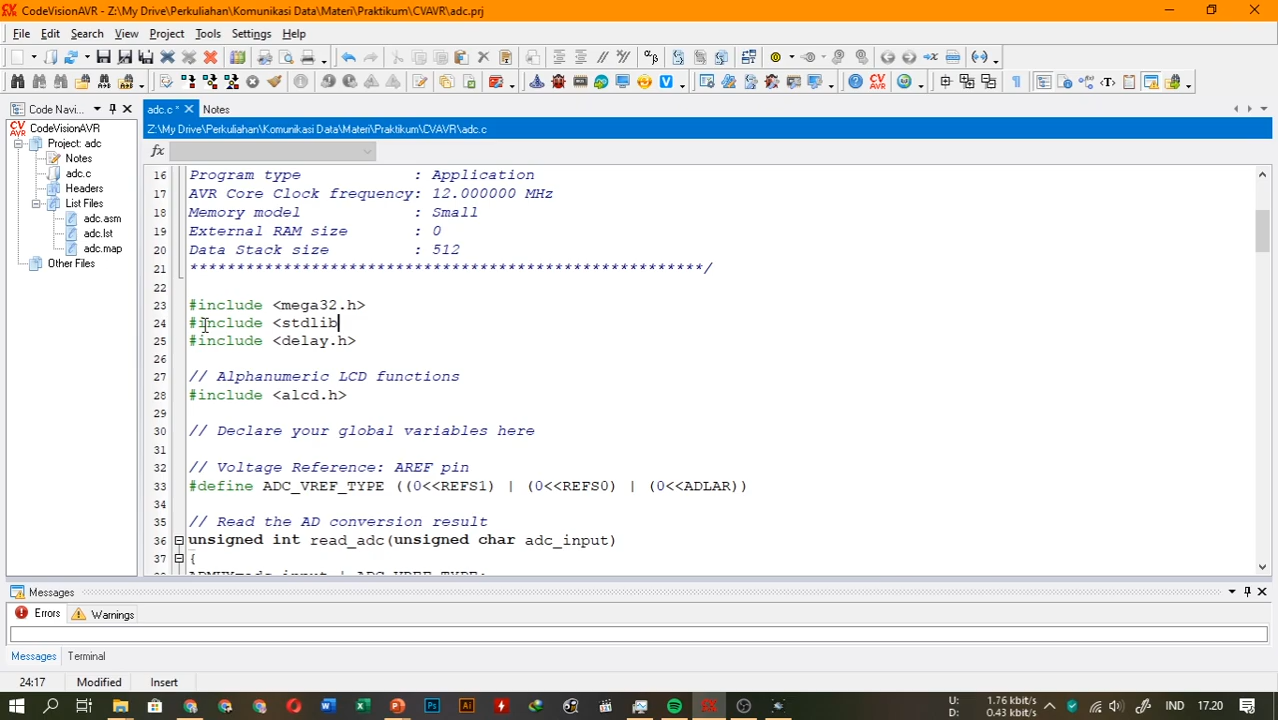 CodeVisionAVR - Z:\My Drive\Perkuliahan\Komunikasi Data\Materi\Praktikum\CVAVR\adc.prj
File Edit Search View Project Tools Settings Help
Code Navi...
adc.c * Notes
CodeVisionAVR
Project: adc
Notes
adc.c
Headers
List Files
adc.asm
adc.lst
adc.map
Other Files
Z:\My Drive\Perkuliahan\Komunikasi Data\Materi\Praktikum\CVAVR\adc.c
16 Program type : Application
17 AVR Core Clock frequency: 12.000000 MHz
18 Memory model : Small
19 External RAM size : 0
20 Data Stack size : 512
21 *******************************************************/
22
23 #include <mega32.h>
24 #include <stdlib
25 #include <delay.h>
26
27 // Alphanumeric LCD functions
28 #include <alcd.h>
29
30 // Declare your global variables here
31
32 // Voltage Reference: AREF pin
33 #define ADC_VREF_TYPE ((0<<REFS1) | (0<<REFS0) | (0<<ADLAR))
34
35 // Read the AD conversion result
36 unsigned int read_adc(unsigned char adc_input)
37 {
Messages
Errors Warnings
Messages Terminal
24:17 Modified Insert
U: 1.76 kbit/s
D: 0.43 kbit/s
IND 17.20